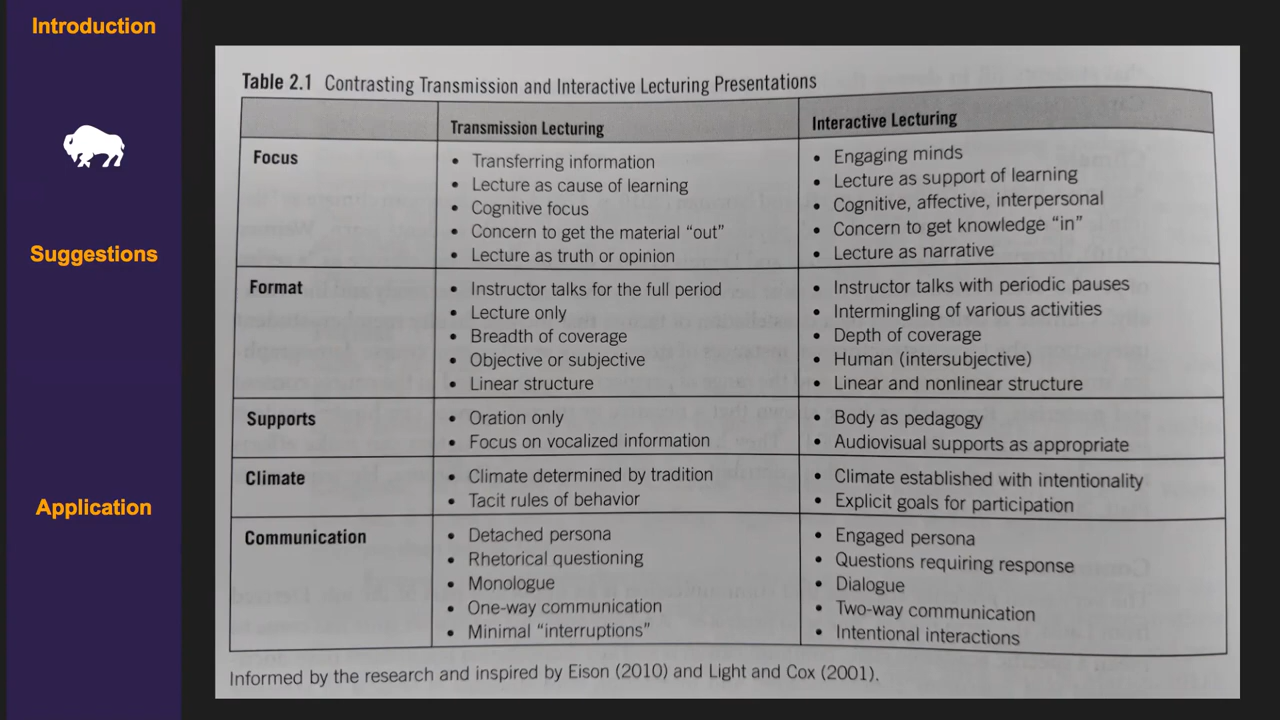 Introduction
Suggestions
Application
Table 2.1 Contrasting Transmission and Interactive Lecturing Presentations
Transmission Lecturing
Interactive Lecturing
Focus
• Transferring information
• Lecture as cause of learning
• Cognitive focus
• Concern to get the material “out”
• Lecture as truth or opinion
• Engaging minds
• Lecture as support of learning
• Cognitive, affective, interpersonal
• Concern to get knowledge “in”
• Lecture as narrative
Format
• Instructor talks for the full period
• Lecture only
• Breadth of coverage
• Objective or subjective
• Linear structure
• Instructor talks with periodic pauses
• Intermingling of various activities
• Depth of coverage
• Human (intersubjective)
• Linear and nonlinear structure
Supports
• Oration only
• Focus on vocalized information
• Body as pedagogy
• Audiovisual supports as appropriate
Climate
• Climate determined by tradition
• Tacit rules of behavior
• Climate established with intentionality
• Explicit goals for participation
Communication
• Detached persona
• Rhetorical questioning
• Monologue
• One-way communication
• Minimal “interruptions”
• Engaged persona
• Questions requiring response
• Dialogue
• Two-way communication
• Intentional interactions
Informed by the research and inspired by Eison (2010) and Light and Cox (2001).